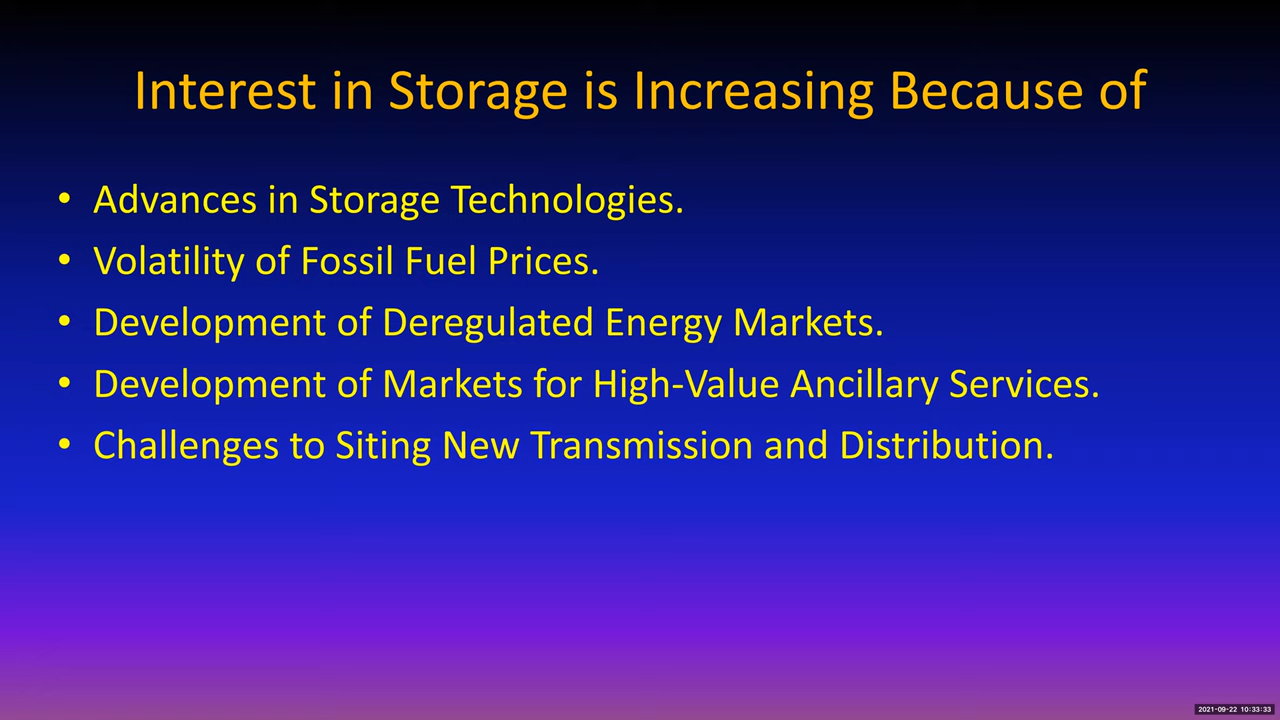 Interest in Storage is Increasing Because of
• Advances in Storage Technologies.
• Volatility of Fossil Fuel Prices.
• Development of Deregulated Energy Markets.
• Development of Markets for High-Value Ancillary Services.
• Challenges to Siting New Transmission and Distribution.
2021-09-22 10:33:33